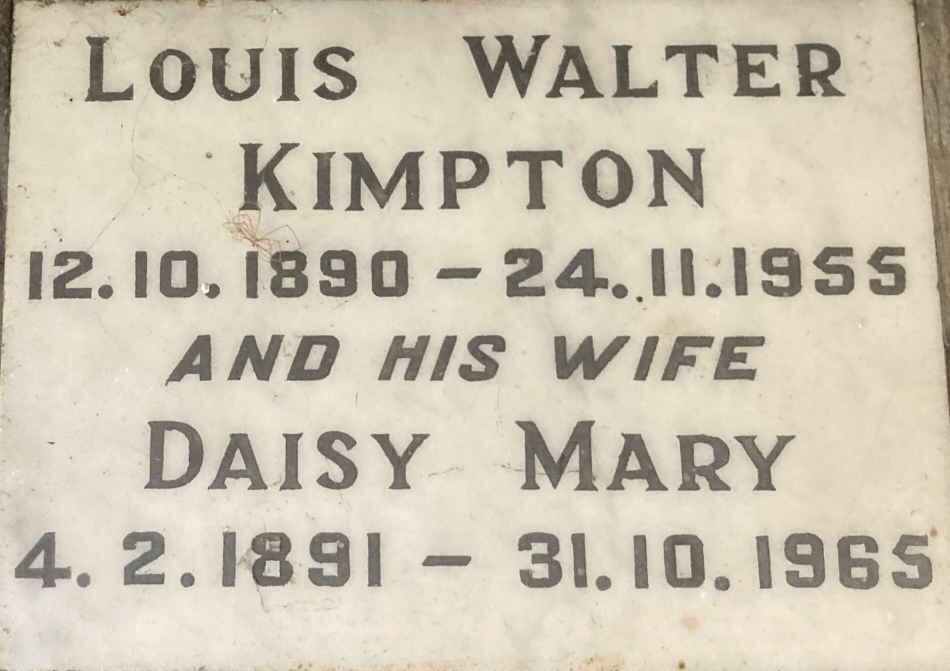 LOUIS WALTER
KIMPTON
12.10.1890 - 24.11.1955
AND HIS WIFE
DAISY MARY
4.2.1891 - 31.10.1965